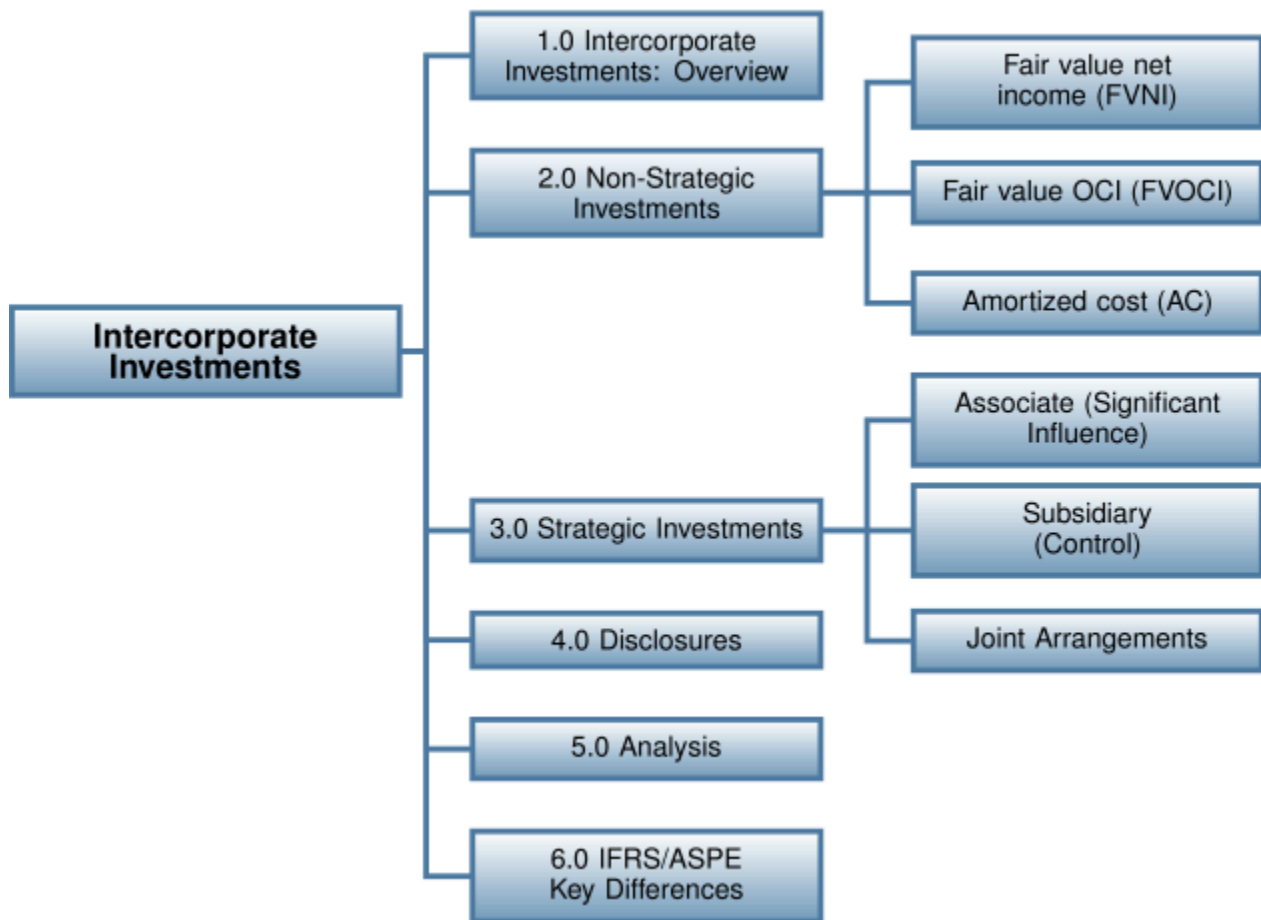 Intercorporate
Investments
1.0 Intercorporate
Investments: Overview
2.0 Non-Strategic
Investments
Fair value net
income (FVNI)
Fair value OCI (FVOCI)
Amortized cost (AC)
3.0 Strategic Investments
Associate (Significant
Influence)
Subsidiary
(Control)
Joint Arrangements
4.0 Disclosures
5.0 Analysis
6.0 IFRS/ASPE
Key Differences